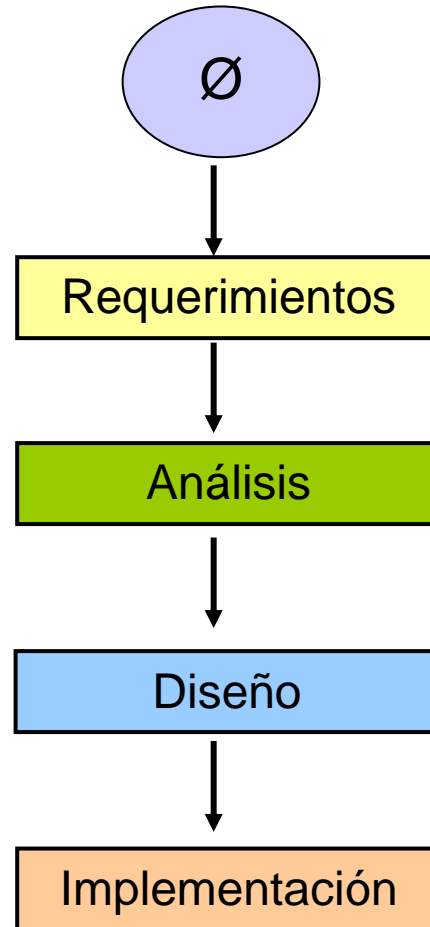 Ø
Requerimientos
Análisis
Diseño
Implementación